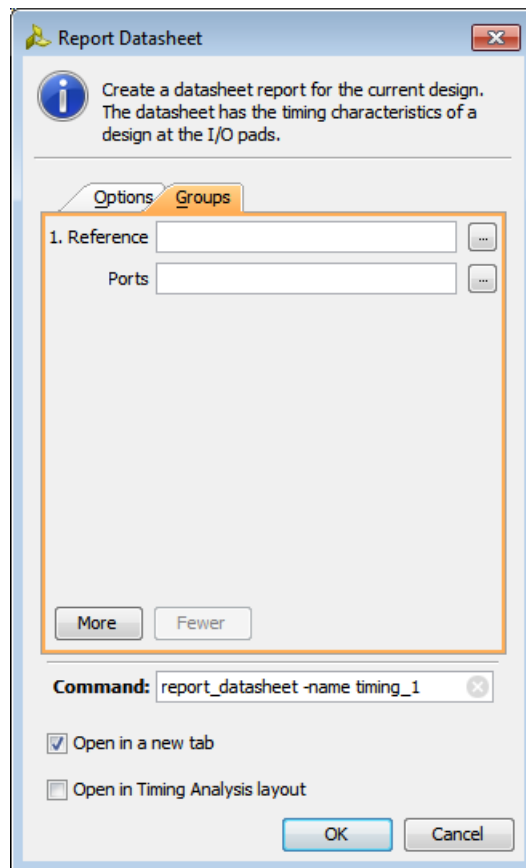 Report Datasheet
Create a datasheet report for the current design.
The datasheet has the timing characteristics of a
design at the I/O pads.
Options Groups
1. Reference ...
Ports ...
More Fewer
Command: report_datasheet -name timing_1
Open in a new tab
Open in Timing Analysis layout
OK Cancel